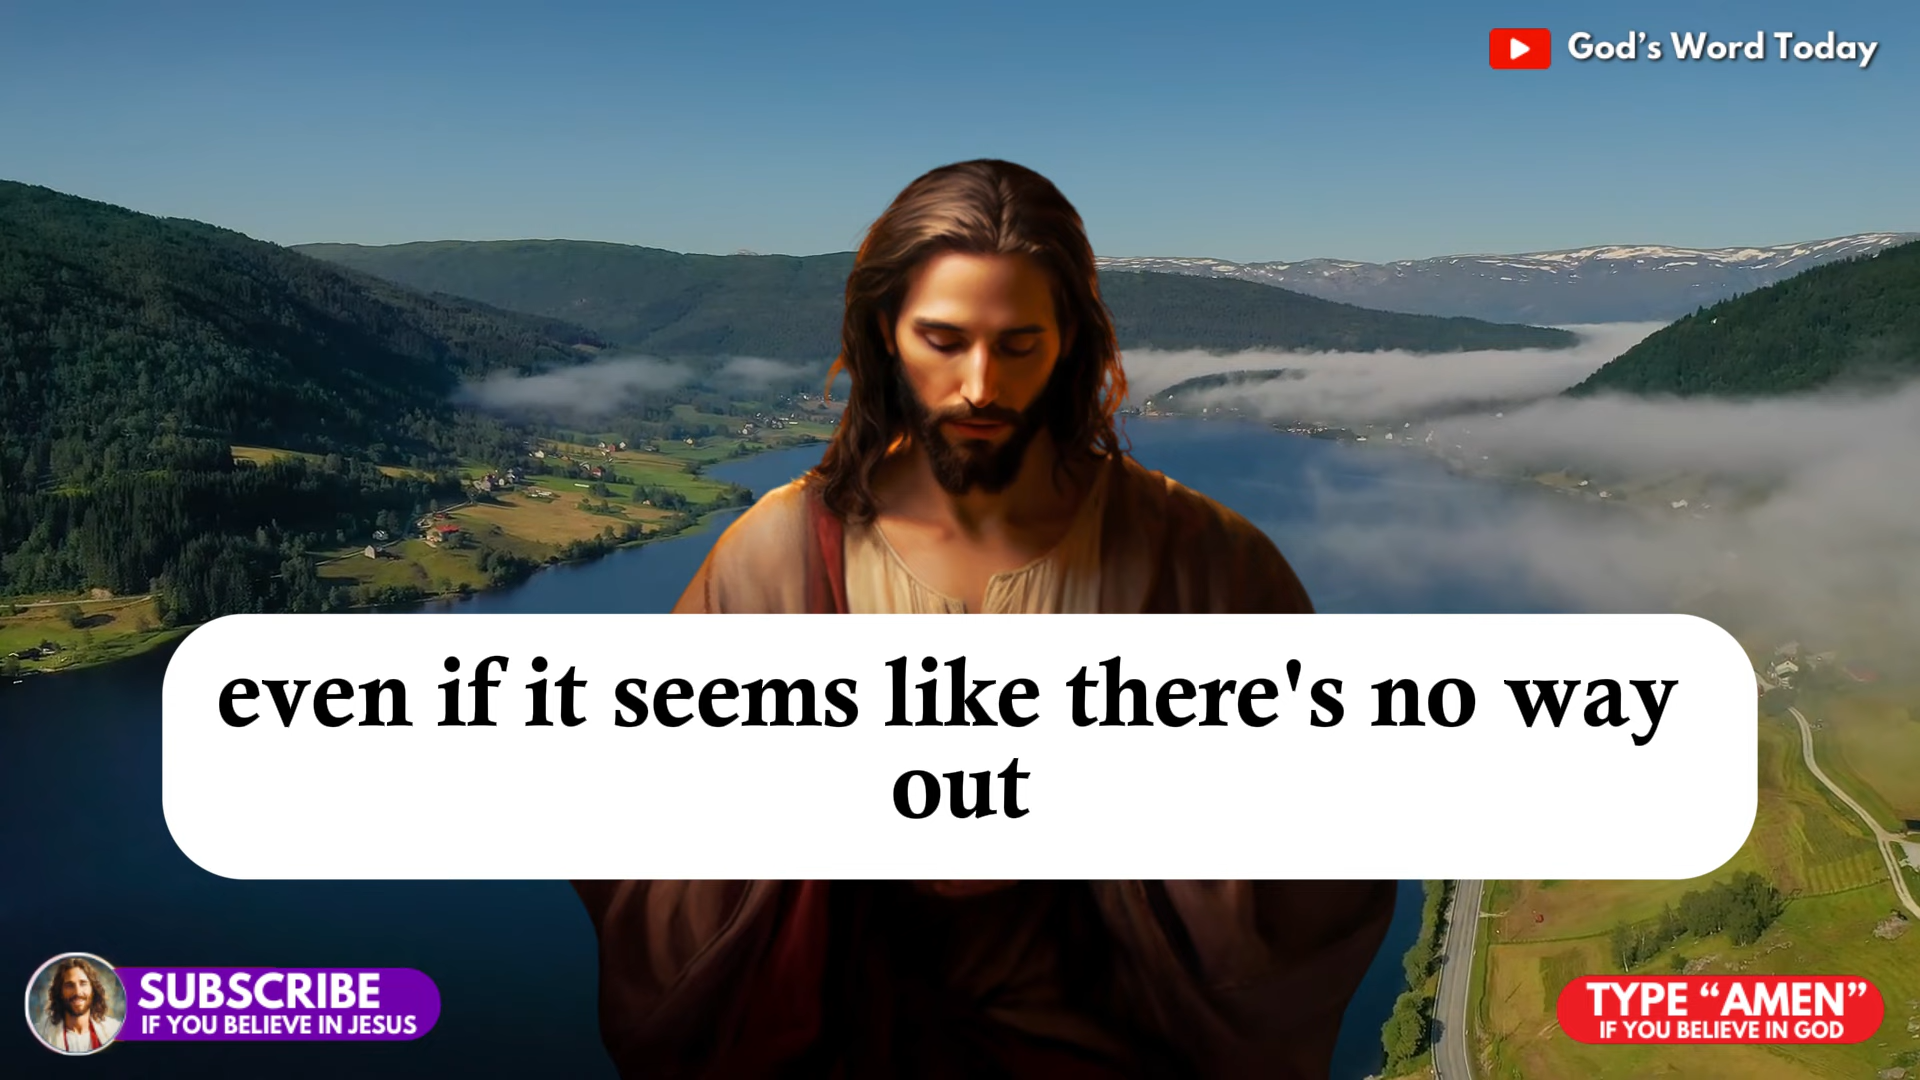 God's Word Today
even if it seems like there's no way
out
SUBSCRIBE
IF YOU BELIEVE IN JESUS
TYPE “AMEN”
IF YOU BELIEVE IN GOD